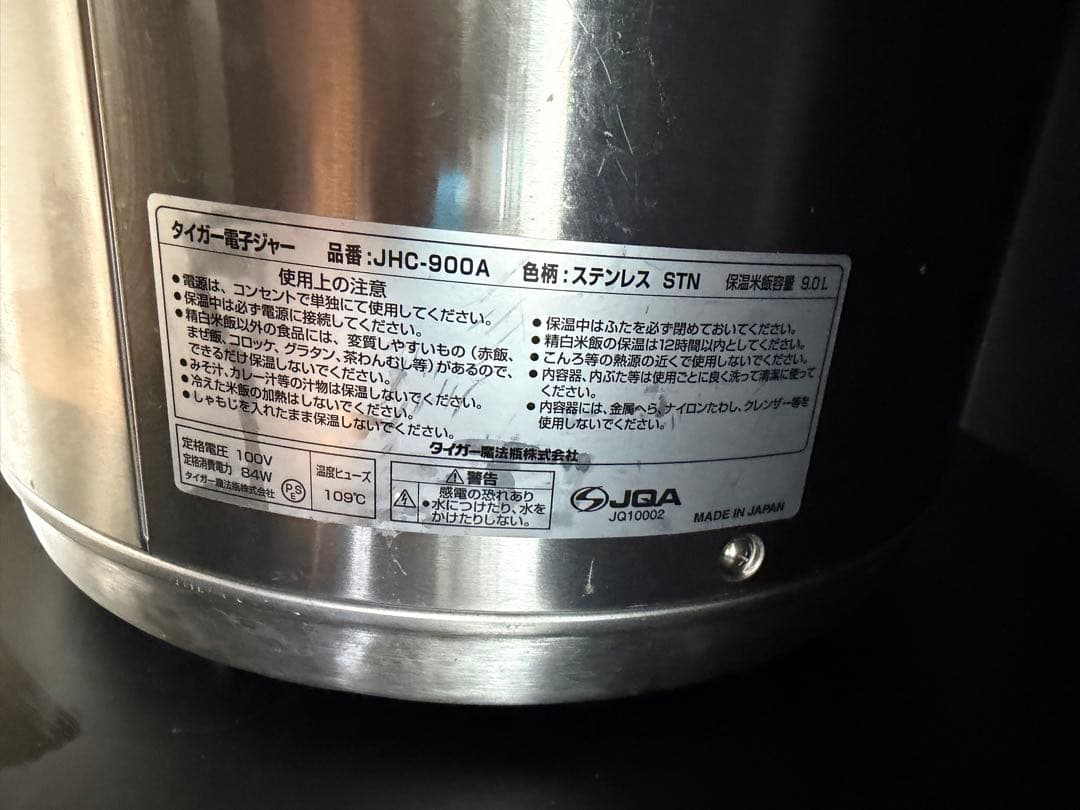 タイガー電子ジャー 品番:JHC-900A 色柄:ステンレス STN 保温米飯容量 9.0L
使用上の注意
●電源は、コンセントで単独にて使用してください。
●保温中は必ず電源に接続してください。
●精白米飯以外の食品には、変質しやすいもの(赤飯、
まぜ飯、コロッケ、グラタン、茶わんむし等)があるので、
できるだけ保温しないでください。
●みそ汁、カレー汁等の汁物は保温しないでください。
●冷えた米飯の加熱はしないでください。
●しゃもじを入れたまま保温しないでください。
●保温中はふたを必ず閉めておいてください。
●精白米飯の保温は12時間以内としてください。
●こんろ等の熱源の近くで使用しないでください。
●内容器、内ぶた等は使用ごとに良く洗って清潔に使って
ください。
●内容器には、金属へら、ナイロンたわし、クレンザー等を
使用しないでください。
タイガー魔法瓶株式会社
定格電圧 100V
定格消費電力 84W
タイガー魔法瓶株式会社
PSE
温度ヒューズ
109℃
警告
感電の恐れあり
●水につけたり、水を
かけたりしない。
JQA
JQ10002
MADE IN JAPAN